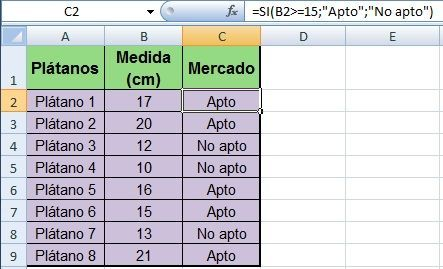 C2 fx =SI(B2>=15;"Apto";"No apto")
A B C D E
1 Plátanos Medida (cm) Mercado
2 Plátano 1 17 Apto
3 Plátano 2 20 Apto
4 Plátano 3 12 No apto
5 Plátano 4 10 No apto
6 Plátano 5 16 Apto
7 Plátano 6 15 Apto
8 Plátano 7 13 No apto
9 Plátano 8 21 Apto